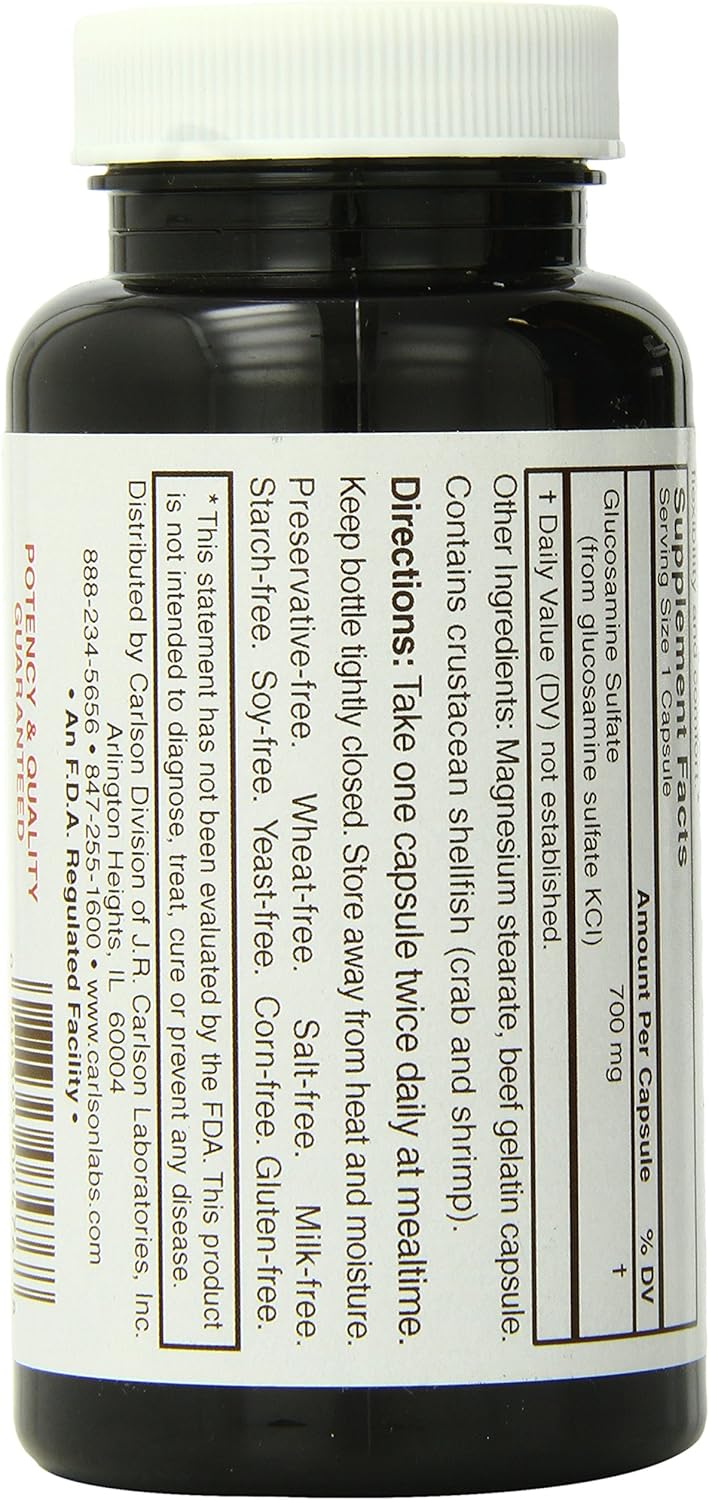 flexibility and comfort.
Supplement Facts
Serving Size 1 Capsule
Amount Per Capsule % DV
Glucosamine Sulfate 700 mg †
(from glucosamine sulfate KCl)
† Daily Value (DV) not established.
Other Ingredients: Magnesium stearate, beef gelatin capsule.
Contains crustacean shellfish (crab and shrimp).
Directions: Take one capsule twice daily at mealtime.
Keep bottle tightly closed. Store away from heat and moisture.
Preservative-free. Wheat-free. Salt-free. Milk-free.
Starch-free. Soy-free. Yeast-free. Corn-free. Gluten-free.
*This statement has not been evaluated by the FDA. This product
is not intended to diagnose, treat, cure or prevent any disease.
Distributed by Carlson Division of J.R. Carlson Laboratories, Inc.
Arlington Heights, IL 60004
888-234-5656 • 847-255-1600 • www.carlsonlabs.com
• An F.D.A. Regulated Facility •
POTENCY & QUALITY
GUARANTEED